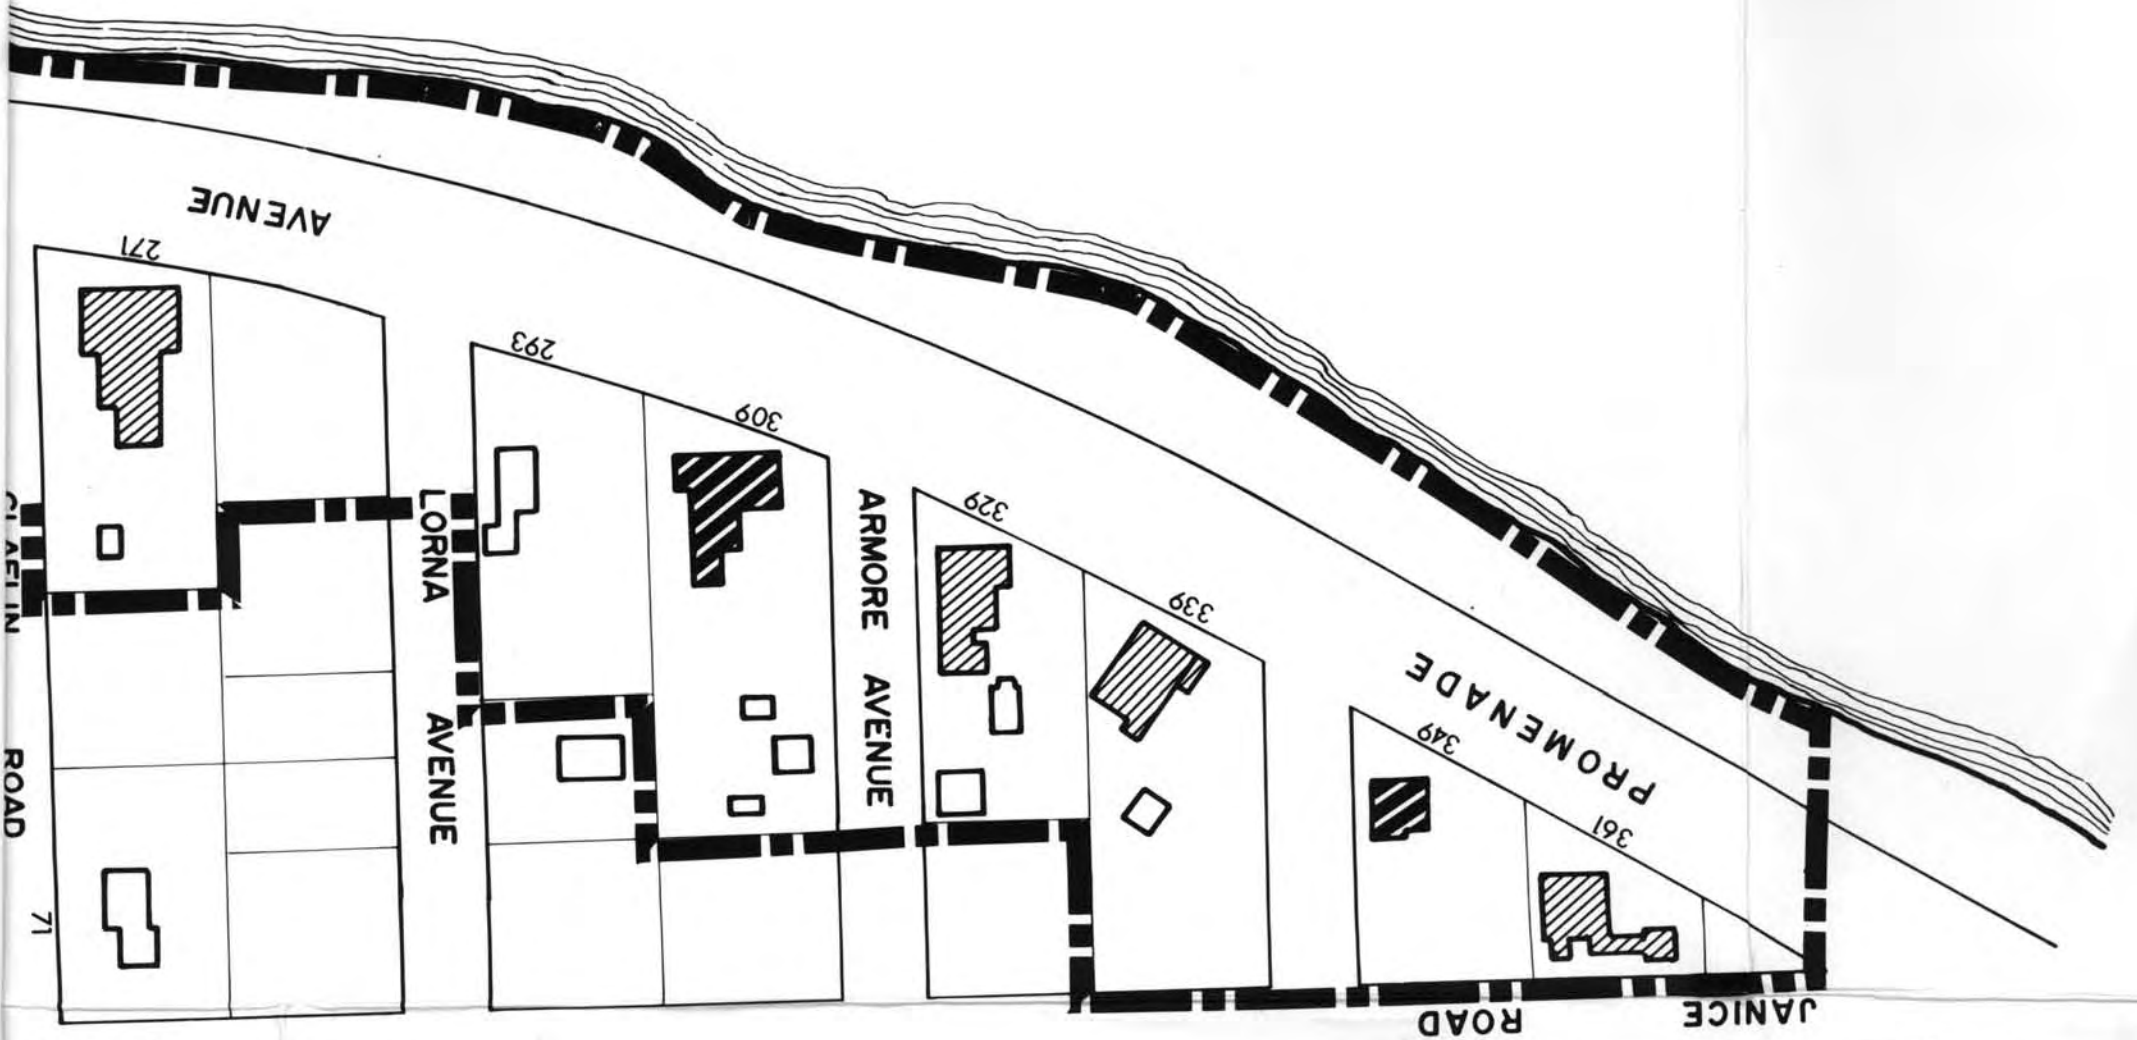 AVENUE
271
293
309
329
339
349
361
PROMENADE
LORNA AVENUE
ARMORE AVENUE
ROAD
71
JANICE ROAD